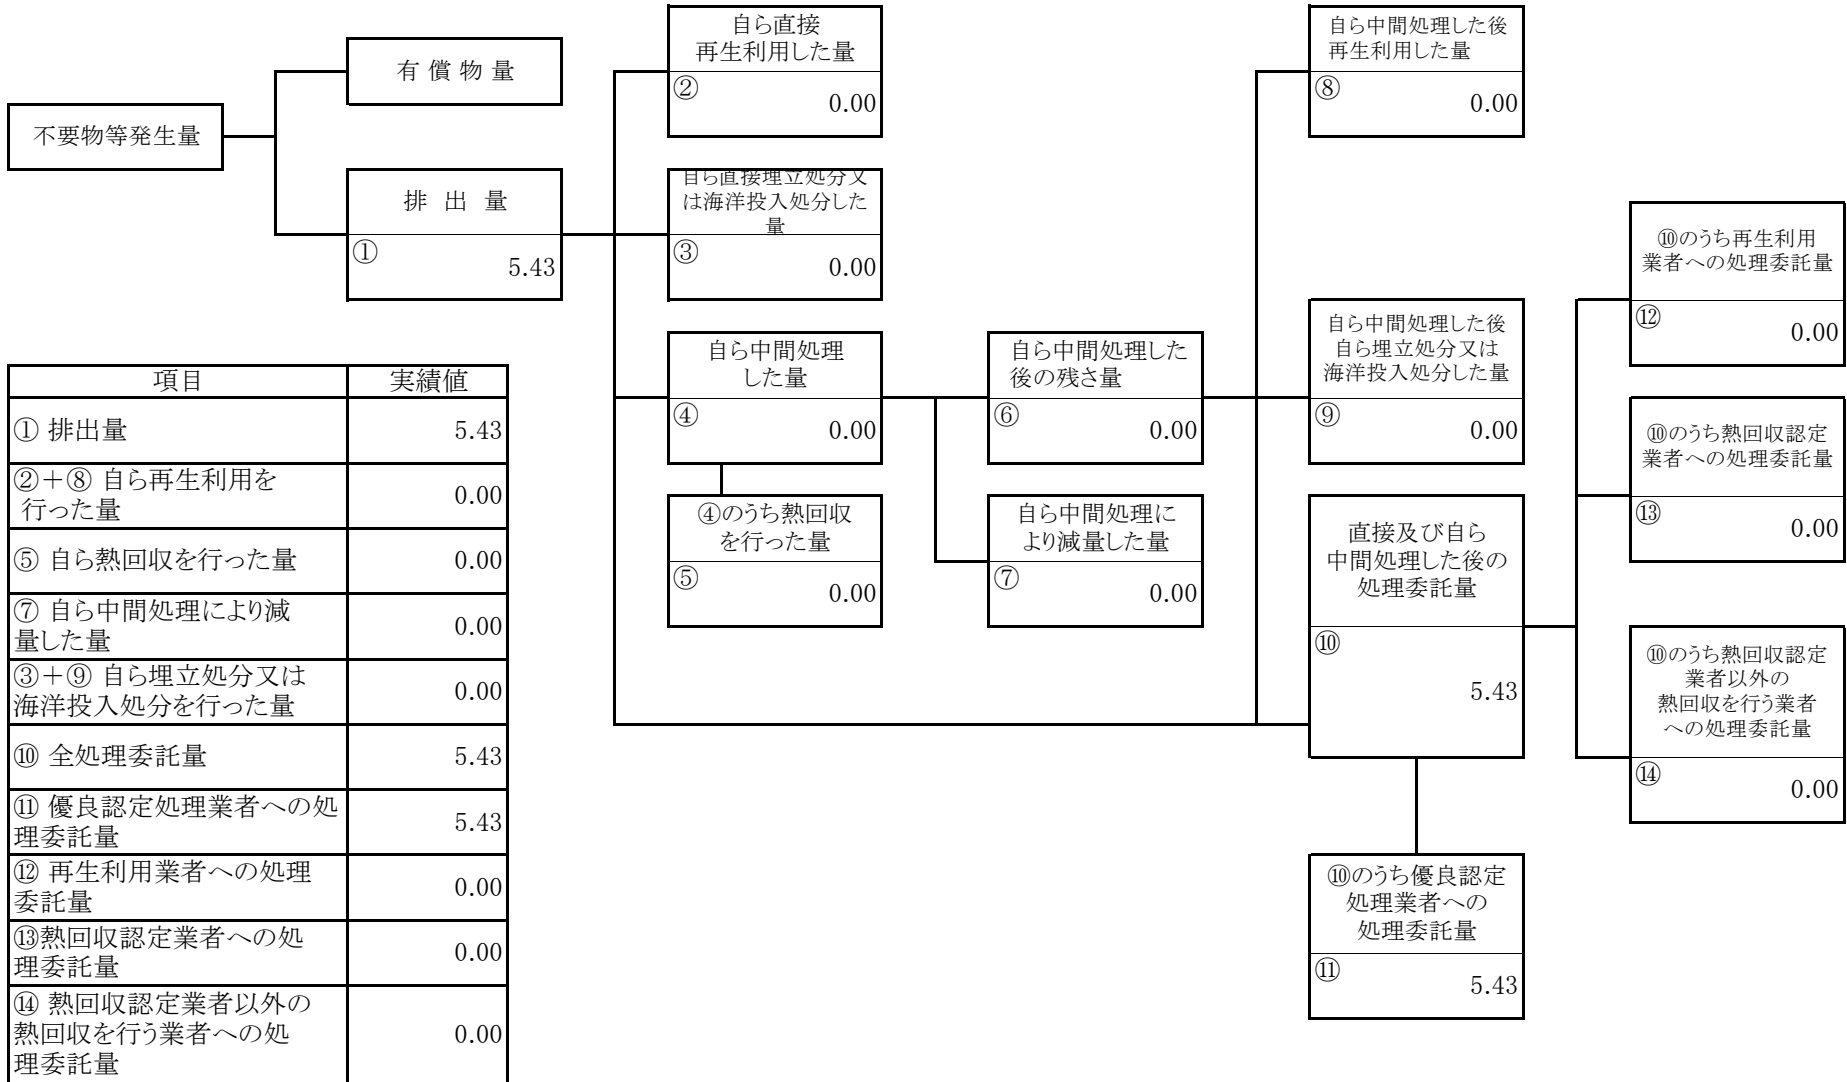 不要物等発生量
有 償 物 量
排 出 量
①
5.43
自ら直接
再生利用した量
②
0.00
自ら直接埋立処分又
は海洋投入処分した
量
③
0.00
自ら中間処理
した量
④
0.00
④のうち熱回収
を行った量
⑤
0.00
自ら中間処理した
後の残さ量
⑥
0.00
自ら中間処理に
より減量した量
⑦
0.00
自ら中間処理した後
再生利用した量
⑧
0.00
自ら中間処理した後
自ら埋立処分又は
海洋投入処分した量
⑨
0.00
直接及び自ら
中間処理した後の
処理委託量
⑩
5.43
⑩のうち優良認定
処理業者への
処理委託量
⑪
5.43
⑩のうち再生利用
業者への処理委託量
⑫
0.00
⑩のうち熱回収認定
業者への処理委託量
⑬
0.00
⑩のうち熱回収認定
業者以外の
熱回収を行う業者
への処理委託量
⑭
0.00
項目 実績値
① 排出量 5.43
②＋⑧ 自ら再生利用を
行った量 0.00
⑤ 自ら熱回収を行った量 0.00
⑦ 自ら中間処理により減
量した量 0.00
③＋⑨ 自ら埋立処分又は
海洋投入処分を行った量 0.00
⑩ 全処理委託量 5.43
⑪ 優良認定処理業者への処
理委託量 5.43
⑫ 再生利用業者への処理
委託量 0.00
⑬熱回収認定業者への処
理委託量 0.00
⑭ 熱回収認定業者以外の
熱回収を行う業者への処
理委託量 0.00